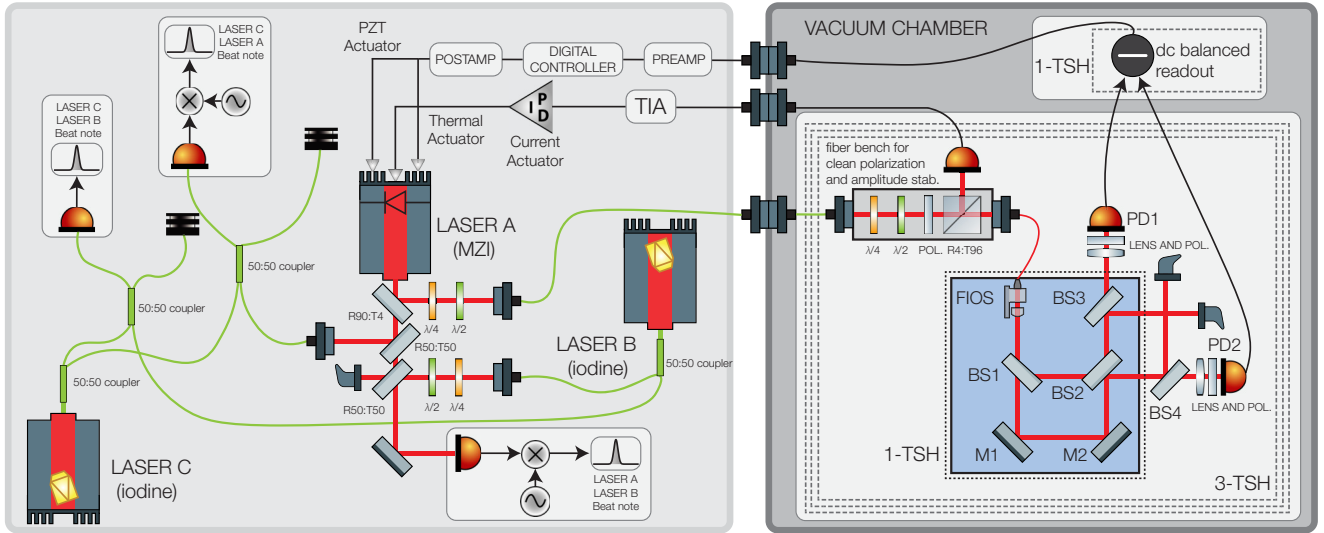 LASER C
LASER A
Beat note
LASER C
LASER B
Beat note
50:50 coupler
50:50 coupler
50:50 coupler
LASER C
(iodine)
PZT
Actuator
POSTAMP
DIGITAL
CONTROLLER
PREAMP
Thermal
Actuator
I
P
D
Current
Actuator
TIA
LASER A
(MZI)
R90:T4
λ/4
λ/2
R50:T50
R50:T50
λ/2
λ/4
LASER B
(iodine)
50:50 coupler
LASER A
LASER B
Beat note
VACUUM CHAMBER
1-TSH
dc balanced
readout
fiber bench for
clean polarization
and amplitude stab.
λ/4
λ/2
POL.
R4:T96
PD1
LENS AND POL.
FIOS
BS3
PD2
BS1
BS2
BS4
LENS AND POL.
M1
M2
1-TSH
3-TSH